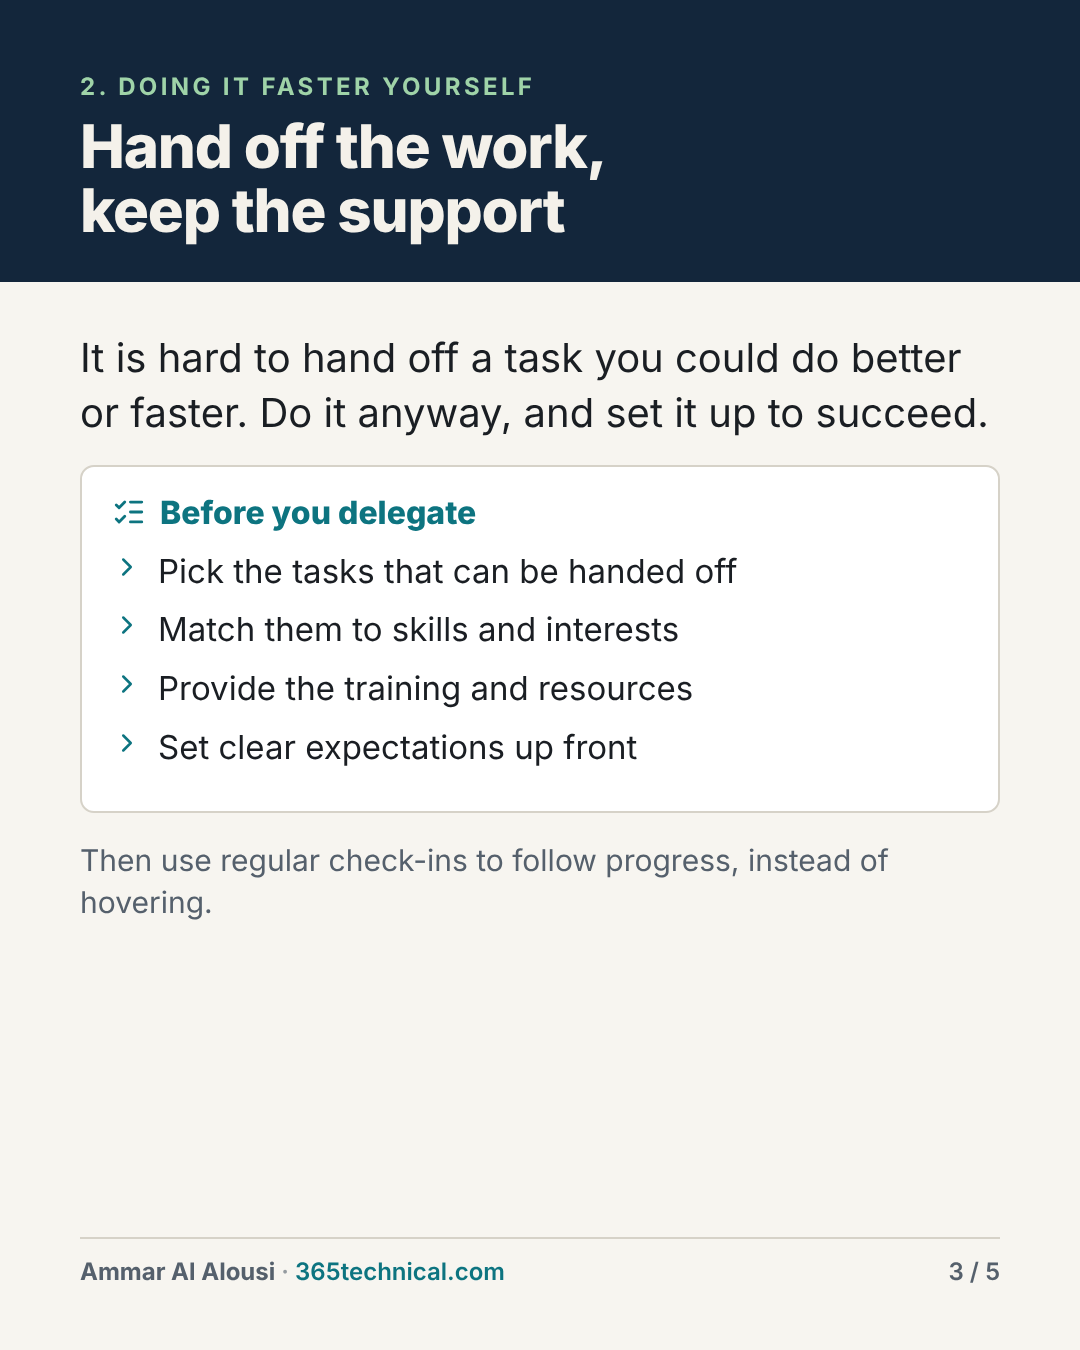 2. DOING IT FASTER YOURSELF
Hand off the work,
keep the support
It is hard to hand off a task you could do better
or faster. Do it anyway, and set it up to succeed.
Before you delegate
Pick the tasks that can be handed off
Match them to skills and interests
Provide the training and resources
Set clear expectations up front
Then use regular check-ins to follow progress, instead of
hovering.
Ammar Al Alousi · 365technical.com
3 / 5